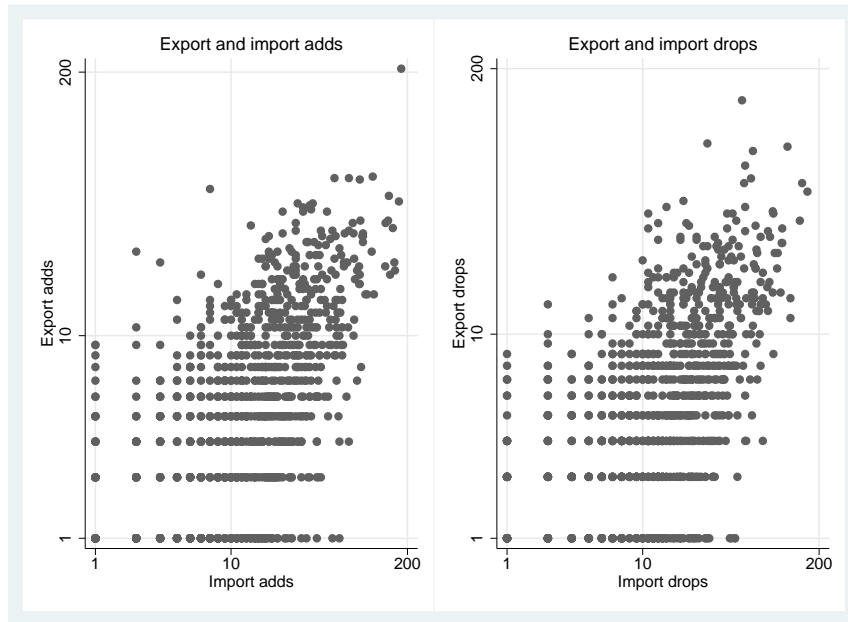 Export and import adds
200
10
1
Export adds
1
10
200
Import adds
Export and import drops
200
10
1
Export drops
1
10
200
Import drops